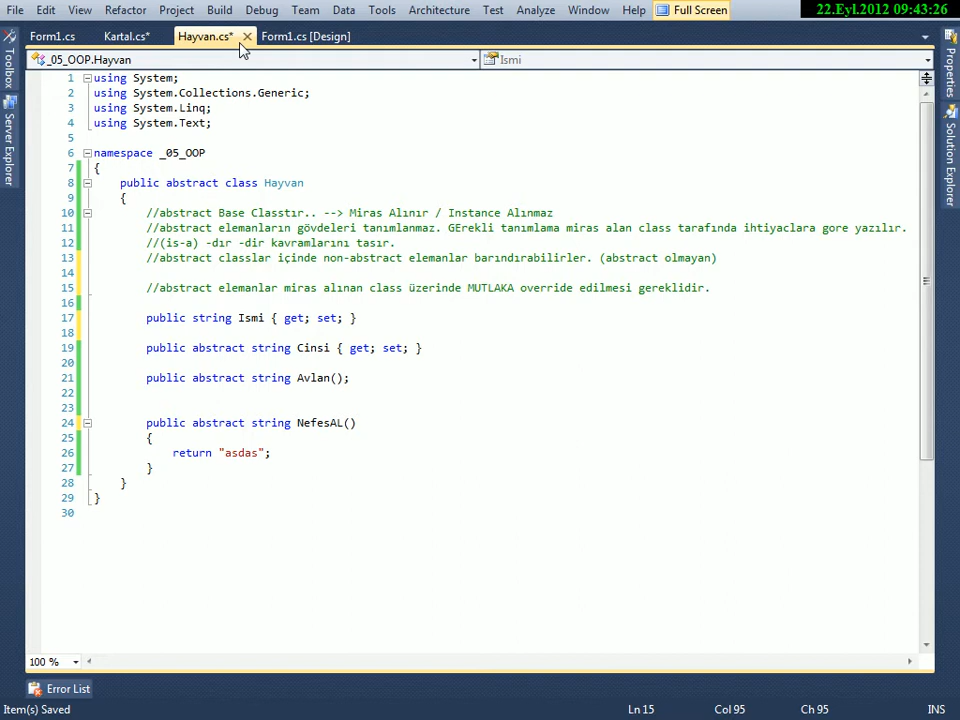 File Edit View Refactor Project Build Debug Team Data Tools Architecture Test Analyze Window Help Full Screen 22.Eyl.2012 09:43:26
Form1.cs Kartal.cs* Hayvan.cs* Form1.cs [Design]
_05_OOP.Hayvan Ismi
Toolbox
Server Explorer
Properties
Solution Explorer
1 using System;
2 using System.Collections.Generic;
3 using System.Linq;
4 using System.Text;
5
6 namespace _05_OOP
7 {
8 public abstract class Hayvan
9 {
10 //abstract Base Classtır.. --> Miras Alınır / Instance Alınmaz
11 //abstract elemanların gövdeleri tanımlanmaz. GErekli tanımlama miras alan class tarafında ihtiyaclara gore yazılır.
12 //(is-a) -dır -dir kavramlarını tasır.
13 //abstract classlar içinde non-abstract elemanlar barındırabilirler. (abstract olmayan)
14
15 //abstract elemanlar miras alınan class üzerinde MUTLAKA override edilmesi gereklidir.
16
17 public string Ismi { get; set; }
18
19 public abstract string Cinsi { get; set; }
20
21 public abstract string Avlan();
22
23
24 public abstract string NefesAL()
25 {
26 return "asdas";
27 }
28 }
29 }
30
100 %
Error List
Item(s) Saved Ln 15 Col 95 Ch 95 INS